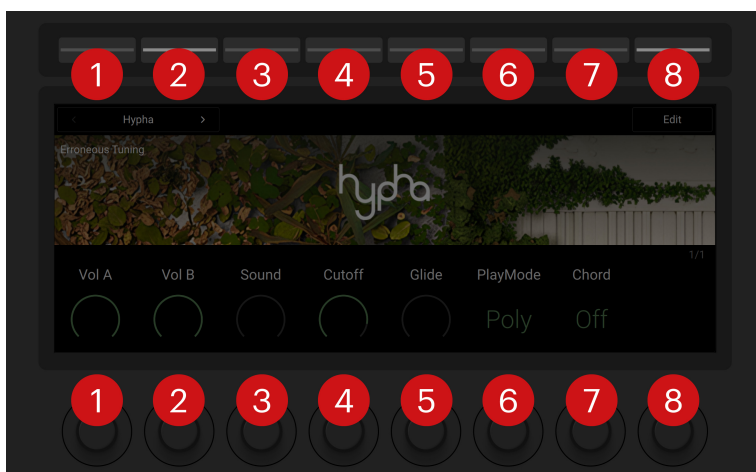 1 2 3 4 5 6 7 8
Hypha Edit
Erroneous Tuning
hypha
1/1
Vol A Vol B Sound Cutoff Glide PlayMode Chord
Poly Off
1 2 3 4 5 6 7 8